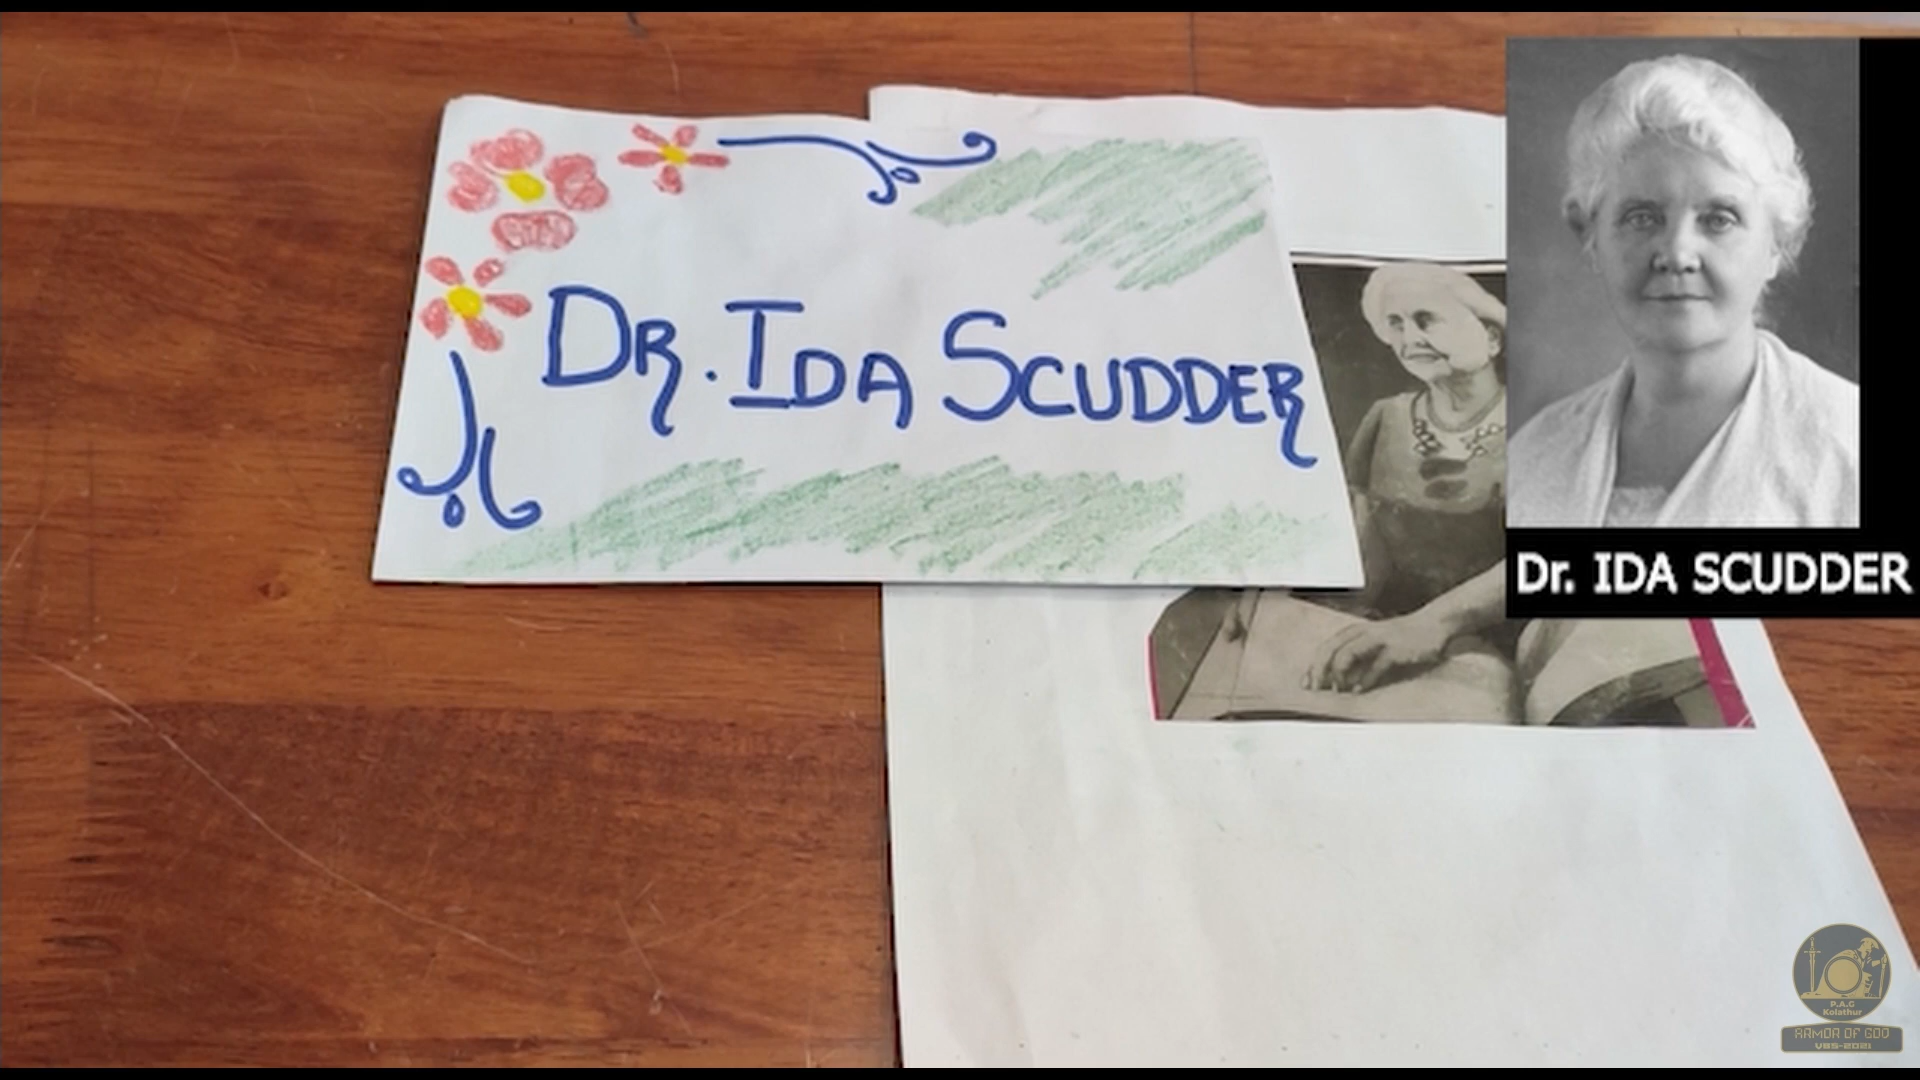 DR. IDA SCUDDER
Dr. IDA SCUDDER
P.A.G
Kolathur
ARMOR OF GOD
VBS-2021